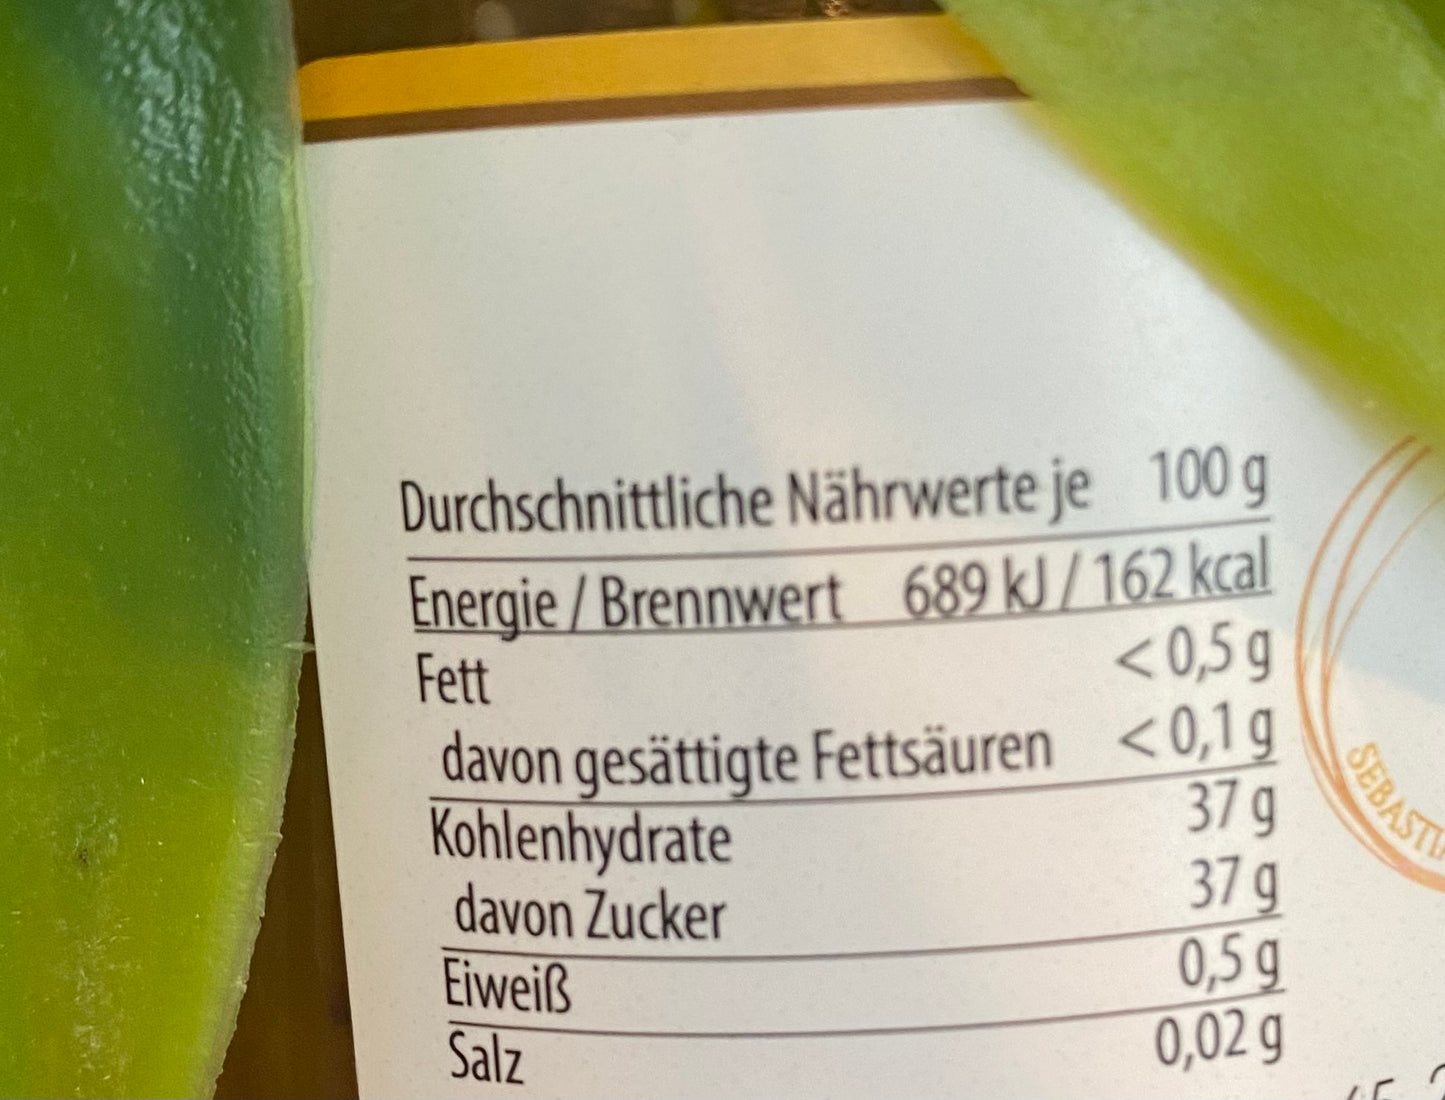 Durchschnittliche Nährwerte je 100 g
Energie / Brennwert 689 kJ / 162 kcal
Fett < 0,5 g
davon gesättigte Fettsäuren < 0,1 g
Kohlenhydrate 37 g
davon Zucker 37 g
Eiweiß 0,5 g
Salz 0,02 g